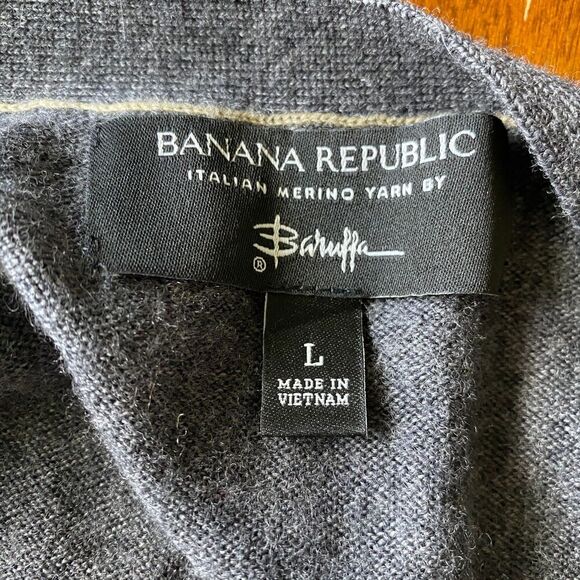 BANANA REPUBLIC
ITALIAN MERINO YARN BY
Baruffa
®
L
MADE IN
VIETNAM